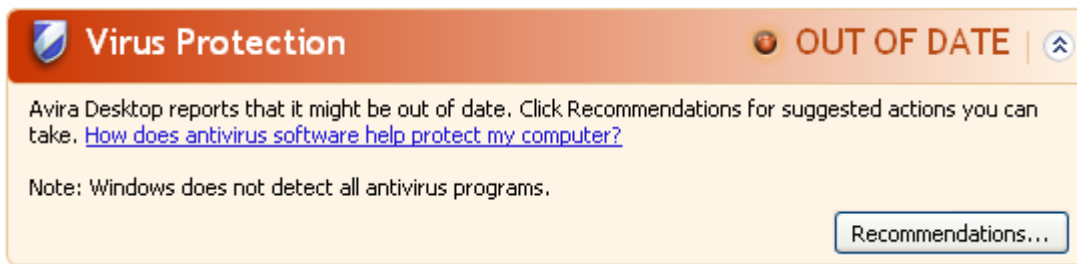 Virus Protection OUT OF DATE
Avira Desktop reports that it might be out of date. Click Recommendations for suggested actions you can
take. How does antivirus software help protect my computer?
Note: Windows does not detect all antivirus programs.
Recommendations...